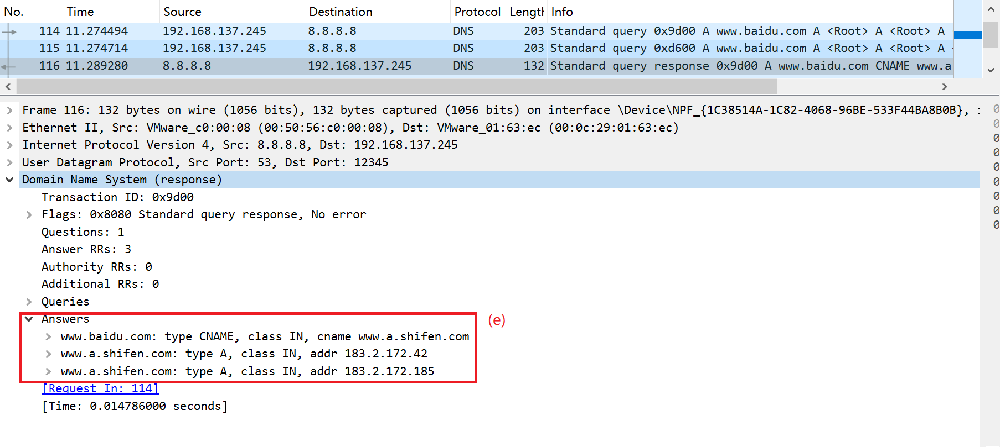 No. Time Source Destination Protocol Length Info
114 11.274494 192.168.137.245 8.8.8.8 DNS 203 Standard query 0x9d00 A www.baidu.com A <Root> A <Root> A
115 11.274714 192.168.137.245 8.8.8.8 DNS 203 Standard query 0xd600 A www.baidu.com A <Root> A <Root> A
116 11.289280 8.8.8.8 192.168.137.245 DNS 132 Standard query response 0x9d00 A www.baidu.com CNAME www.a
Frame 116: 132 bytes on wire (1056 bits), 132 bytes captured (1056 bits) on interface \Device\NPF_{1C38514A-1C82-4068-96BE-533F44BA8B0B},
Ethernet II, Src: VMware_c0:00:08 (00:50:56:c0:00:08), Dst: VMware_01:63:ec (00:0c:29:01:63:ec)
Internet Protocol Version 4, Src: 8.8.8.8, Dst: 192.168.137.245
User Datagram Protocol, Src Port: 53, Dst Port: 12345
Domain Name System (response)
Transaction ID: 0x9d00
Flags: 0x8080 Standard query response, No error
Questions: 1
Answer RRs: 3
Authority RRs: 0
Additional RRs: 0
Queries
Answers
(e)
www.baidu.com: type CNAME, class IN, cname www.a.shifen.com
www.a.shifen.com: type A, class IN, addr 183.2.172.42
www.a.shifen.com: type A, class IN, addr 183.2.172.185
[Request In: 114]
[Time: 0.014786000 seconds]